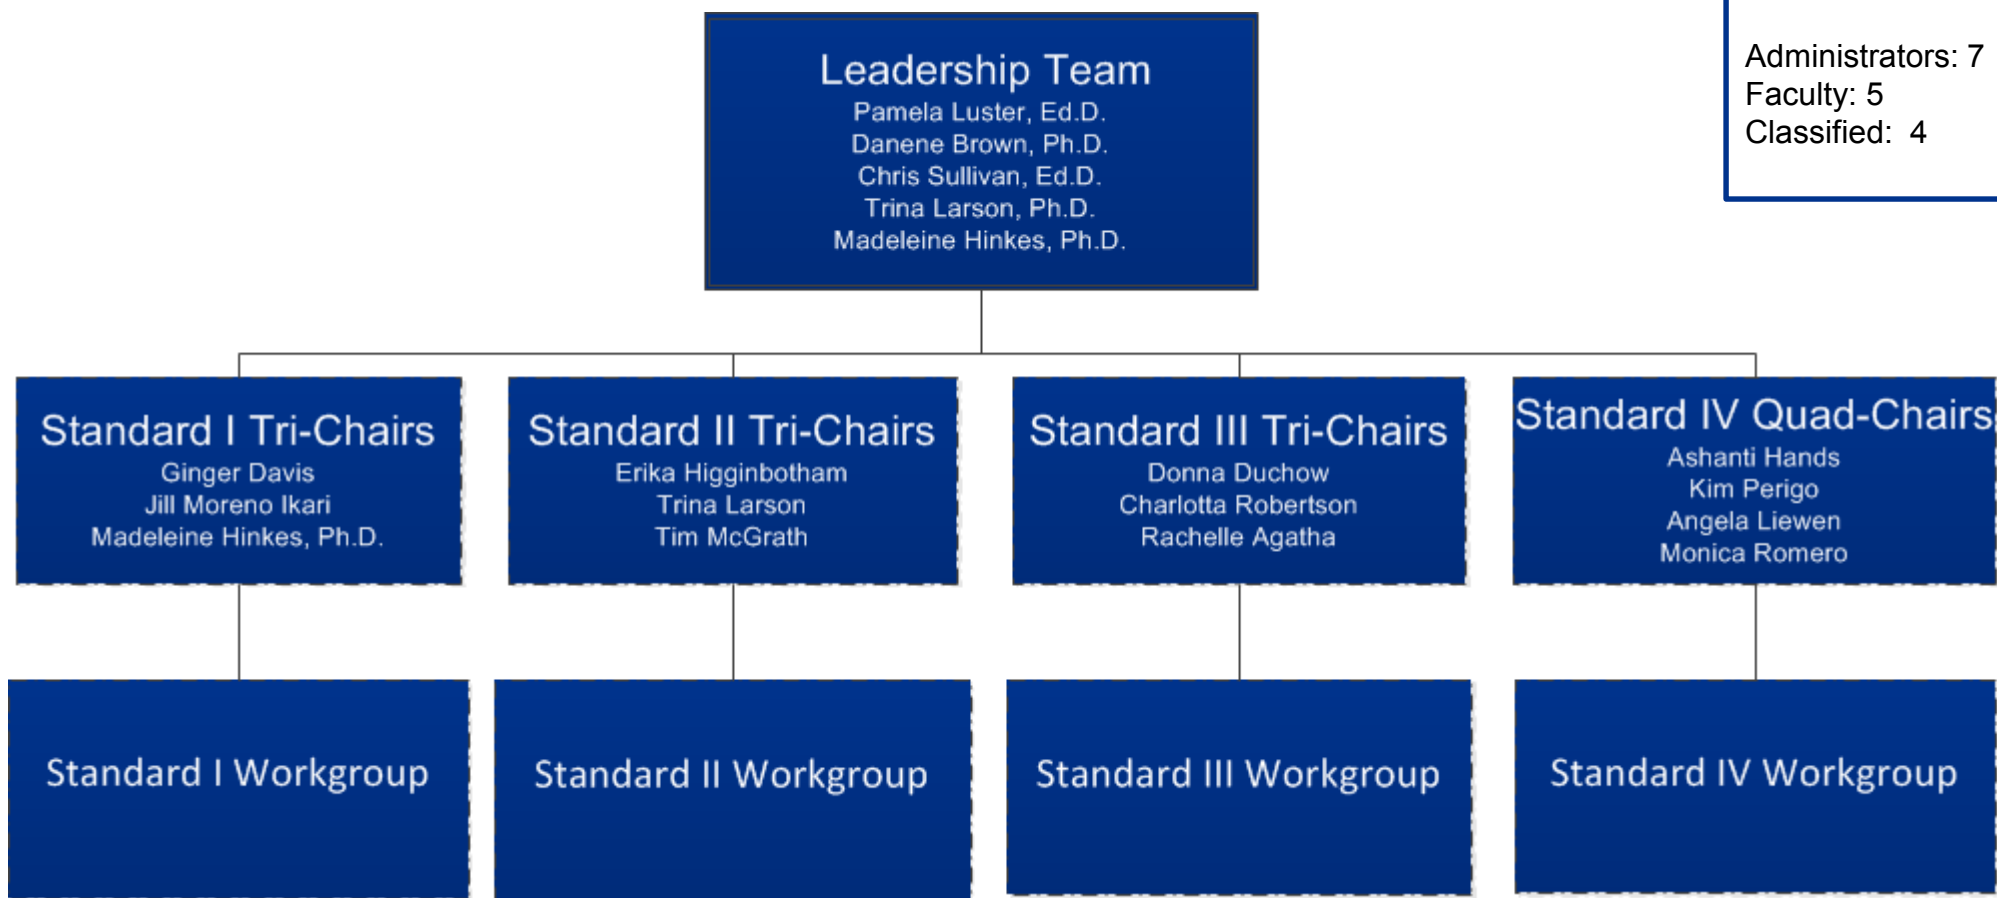 Leadership Team
Pamela Luster, Ed.D.
Danene Brown, Ph.D.
Chris Sullivan, Ed.D.
Trina Larson, Ph.D.
Madeleine Hinkes, Ph.D.
Administrators: 7
Faculty: 5
Classified: 4
Standard I Tri-Chairs
Ginger Davis
Jill Moreno Ikari
Madeleine Hinkes, Ph.D.
Standard II Tri-Chairs
Erika Higginbotham
Trina Larson
Tim McGrath
Standard III Tri-Chairs
Donna Duchow
Charlotta Robertson
Rachelle Agatha
Standard IV Quad-Chairs
Ashanti Hands
Kim Perigo
Angela Liewen
Monica Romero
Standard I Workgroup
Standard II Workgroup
Standard III Workgroup
Standard IV Workgroup